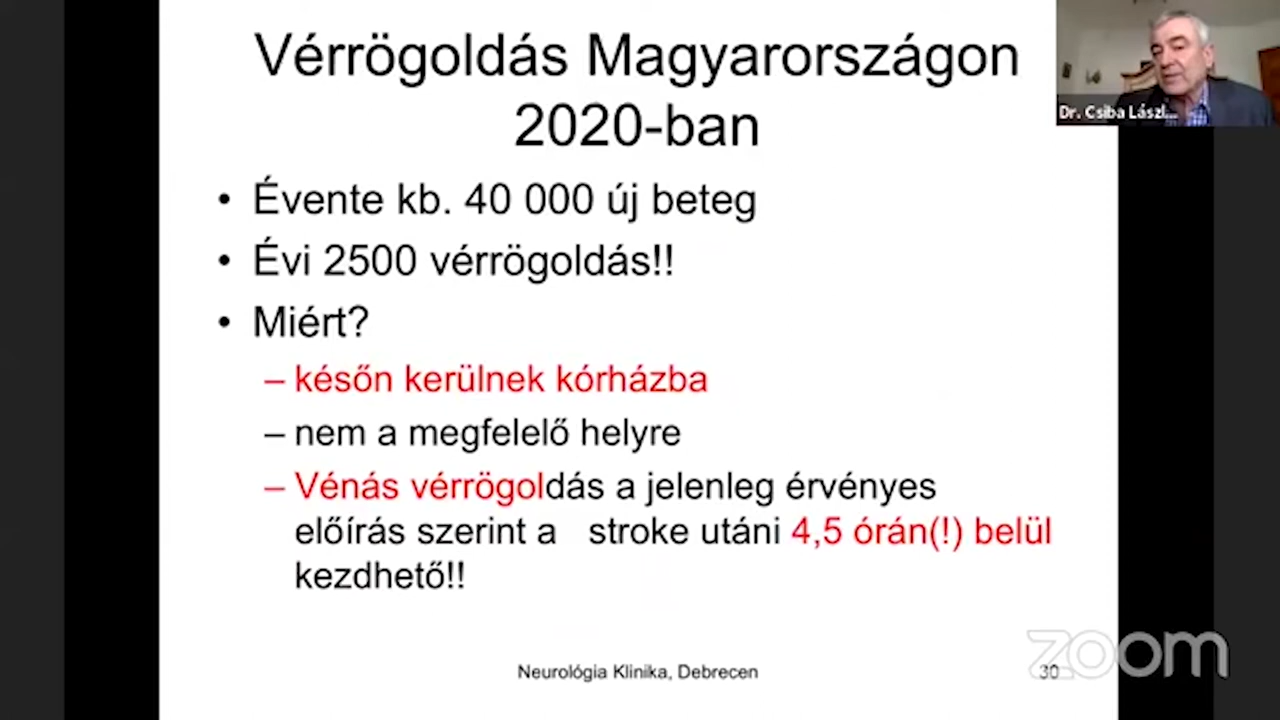 Vérrögoldás Magyarországon
2020-ban
• Évente kb. 40 000 új beteg
• Évi 2500 vérrögoldás!!
• Miért?
– későn kerülnek kórházba
– nem a megfelelő helyre
– Vénás vérrögoldás a jelenleg érvényes
előírás szerint a stroke utáni 4,5 órán(!) belül
kezdhető!!
Neurológia Klinika, Debrecen
30
Dr. Csiba Lászl...
zoom